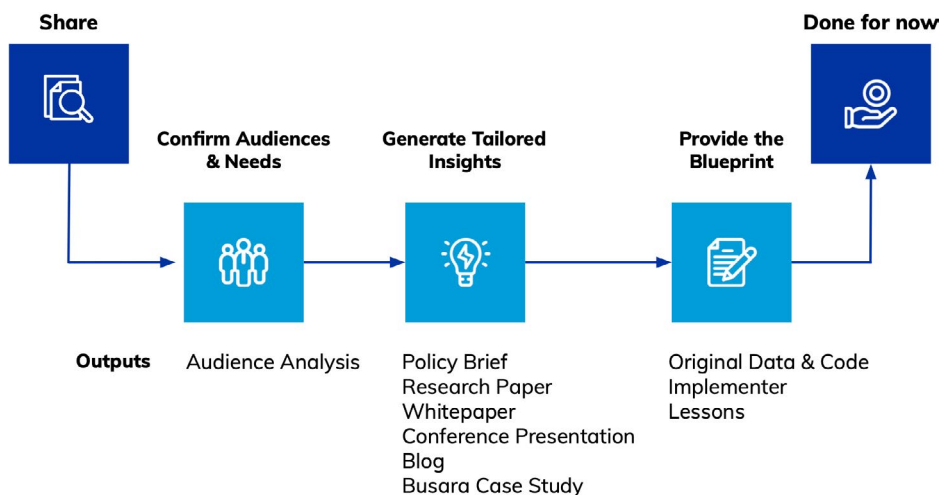 Share
Done for now
Confirm Audiences
& Needs
Generate Tailored
Insights
Provide the
Blueprint
Outputs
Audience Analysis
Policy Brief
Research Paper
Whitepaper
Conference Presentation
Blog
Busara Case Study
Original Data & Code
Implementer
Lessons